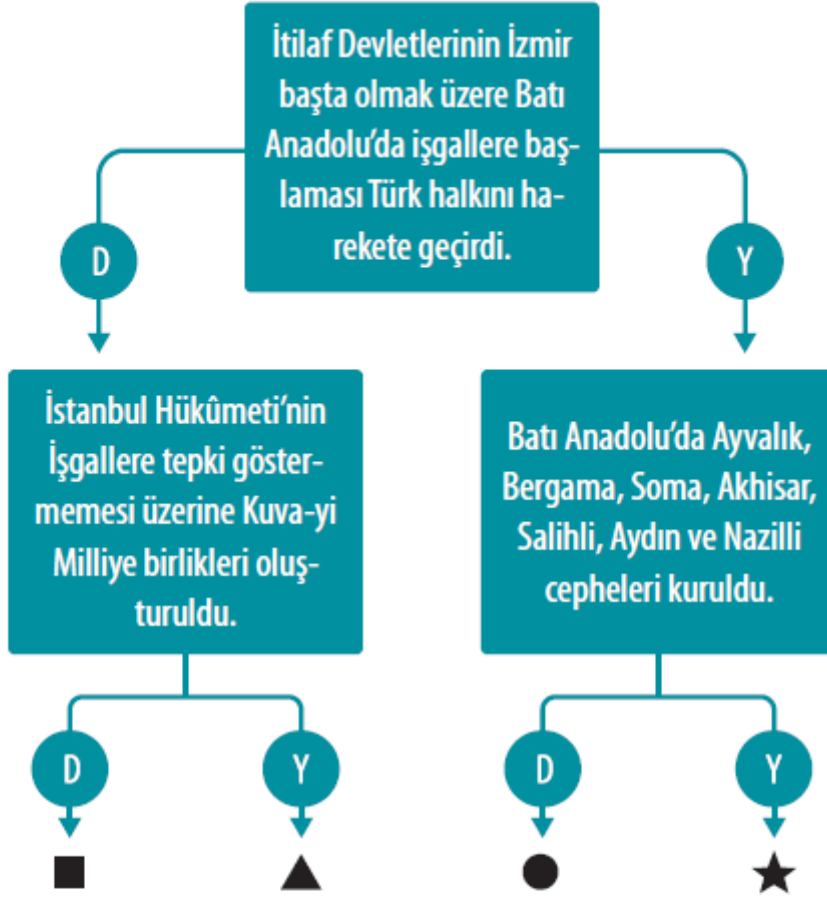 İtilaf Devletlerinin İzmir
başta olmak üzere Batı
Anadolu'da işgallere baş-
laması Türk halkını ha-
rekete geçirdi.
D
Y
İstanbul Hükûmeti'nin
İşgallere tepki göster-
memesi üzerine Kuva-yi
Milliye birlikleri oluş-
turuldu.
Batı Anadolu'da Ayvalık,
Bergama, Soma, Akhisar,
Salihli, Aydın ve Nazilli
cepheleri kuruldu.
D
Y
D
Y